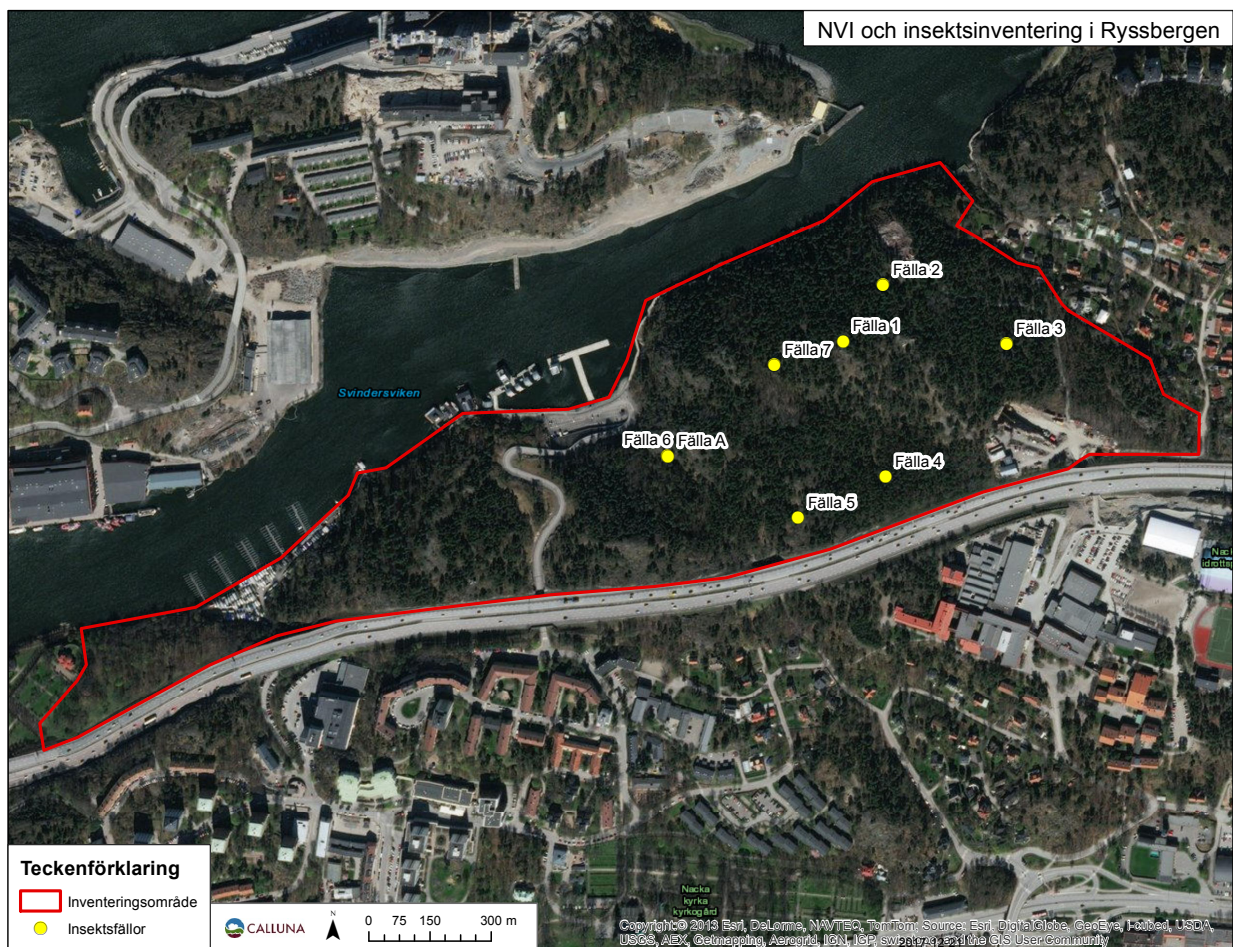 NVI och insektsinventering i Ryssbergen
Fälla 2
Fälla 1
Fälla 3
Fälla 7
Svindersviken
Fälla 6
Fälla A
Fälla 4
Fälla 5
Nacka
idrottspl
Teckenförklaring
Inventeringsområde
Insektsfällor
CALLUNA
N
0 75 150 300 m
Nacka
kyrka
kyrkogård
Copyright:© 2013 Esri, DeLorme, NAVTEQ, TomTom, Source: Esri, DigitalGlobe, GeoEye, i-cubed, USDA,
USGS, AEX, Getmapping, Aerogrid, IGN, IGP, swisstopo, and the GIS User Community